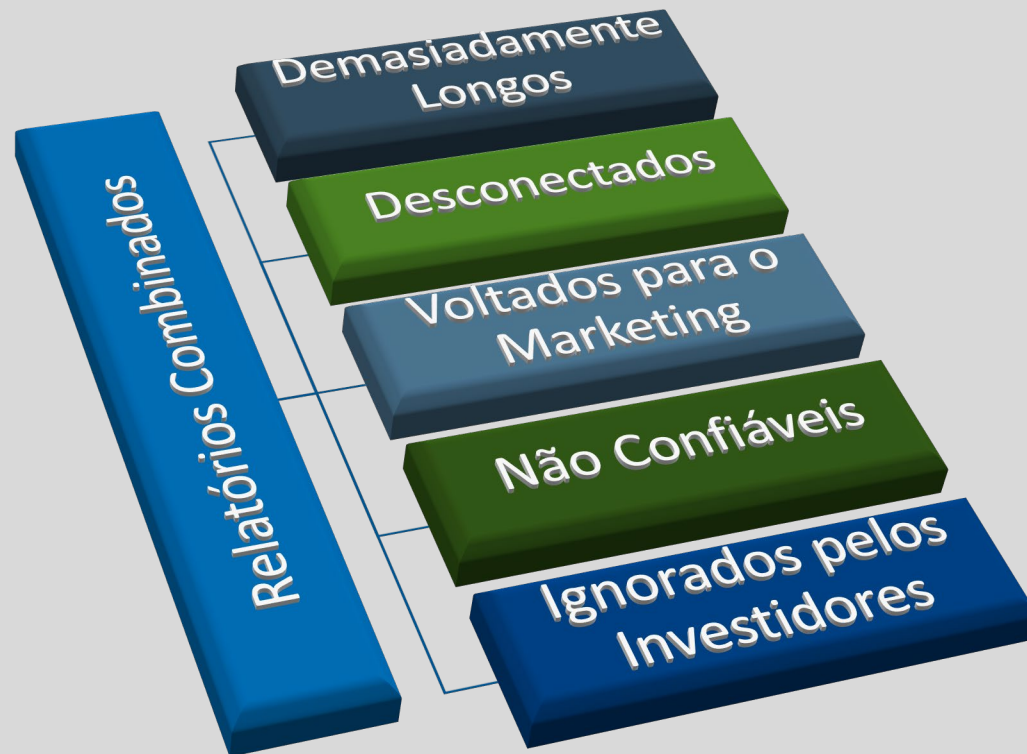 Relatórios Combinados
Demasiadamente
Longos
Desconectados
Voltados para o
Marketing
Não Confiáveis
Ignorados pelos
Investidores